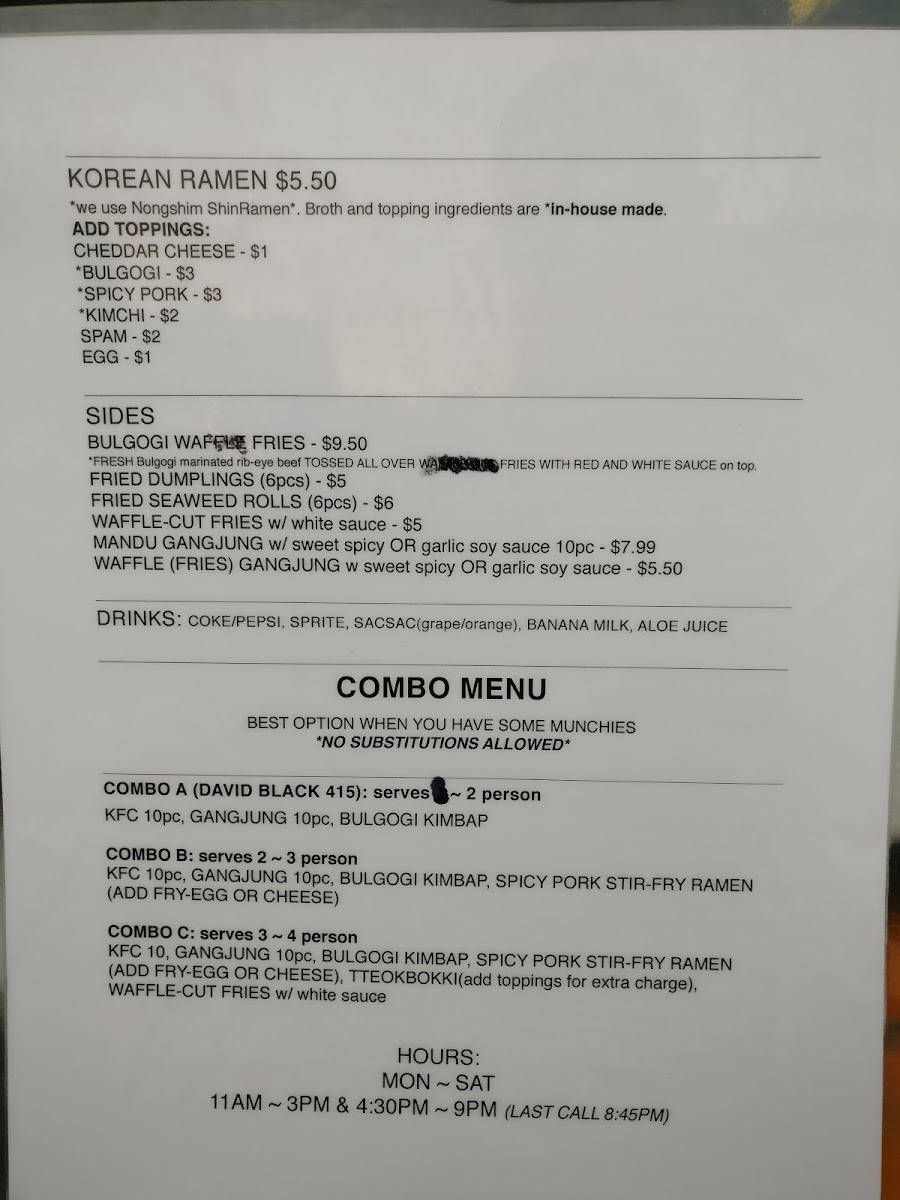 KOREAN RAMEN $5.50
*we use Nongshim ShinRamen*. Broth and topping ingredients are *in-house made.
ADD TOPPINGS:
CHEDDAR CHEESE - $1
*BULGOGI - $3
*SPICY PORK - $3
*KIMCHI - $2
SPAM - $2
EGG - $1
SIDES
BULGOGI WAFFLE FRIES - $9.50
*FRESH Bulgogi marinated rib-eye beef TOSSED ALL OVER FRIES WITH RED AND WHITE SAUCE on top.
FRIED DUMPLINGS (6pcs) - $5
FRIED SEAWEED ROLLS (6pcs) - $6
WAFFLE-CUT FRIES w/ white sauce - $5
MANDU GANGJUNG w/ sweet spicy OR garlic soy sauce 10pc - $7.99
WAFFLE (FRIES) GANGJUNG w sweet spicy OR garlic soy sauce - $5.50
DRINKS: COKE/PEPSI, SPRITE, SACSAC(grape/orange), BANANA MILK, ALOE JUICE
COMBO MENU
BEST OPTION WHEN YOU HAVE SOME MUNCHIES
*NO SUBSTITUTIONS ALLOWED*
COMBO A (DAVID BLACK 415): serves ~ 2 person
KFC 10pc, GANGJUNG 10pc, BULGOGI KIMBAP
COMBO B: serves 2 ~ 3 person
KFC 10pc, GANGJUNG 10pc, BULGOGI KIMBAP, SPICY PORK STIR-FRY RAMEN
(ADD FRY-EGG OR CHEESE)
COMBO C: serves 3 ~ 4 person
KFC 10, GANGJUNG 10pc, BULGOGI KIMBAP, SPICY PORK STIR-FRY RAMEN
(ADD FRY-EGG OR CHEESE), TTEOKBOKKI(add toppings for extra charge),
WAFFLE-CUT FRIES w/ white sauce
HOURS:
MON ~ SAT
11AM ~ 3PM & 4:30PM ~ 9PM (LAST CALL 8:45PM)